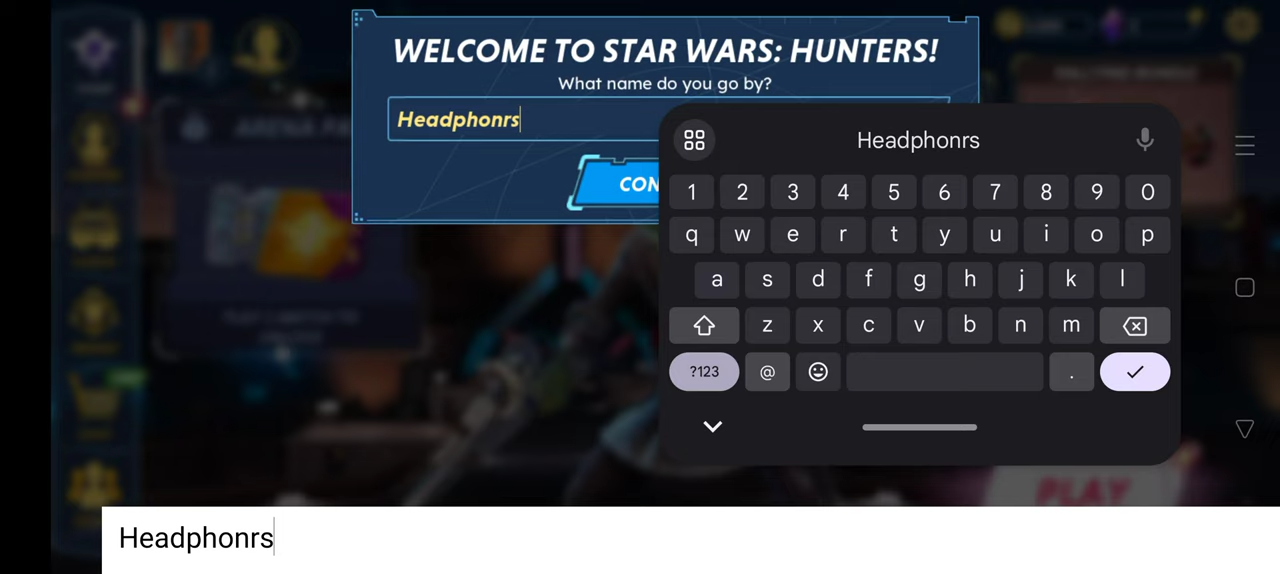 WELCOME TO STAR WARS: HUNTERS!
What name do you go by?
Headphonrs
CON
Headphonrs
1 2 3 4 5 6 7 8 9 0
q w e r t y u i o p
a s d f g h j k l
z x c v b n m
?123 @ .
PLAY
Headphonrs